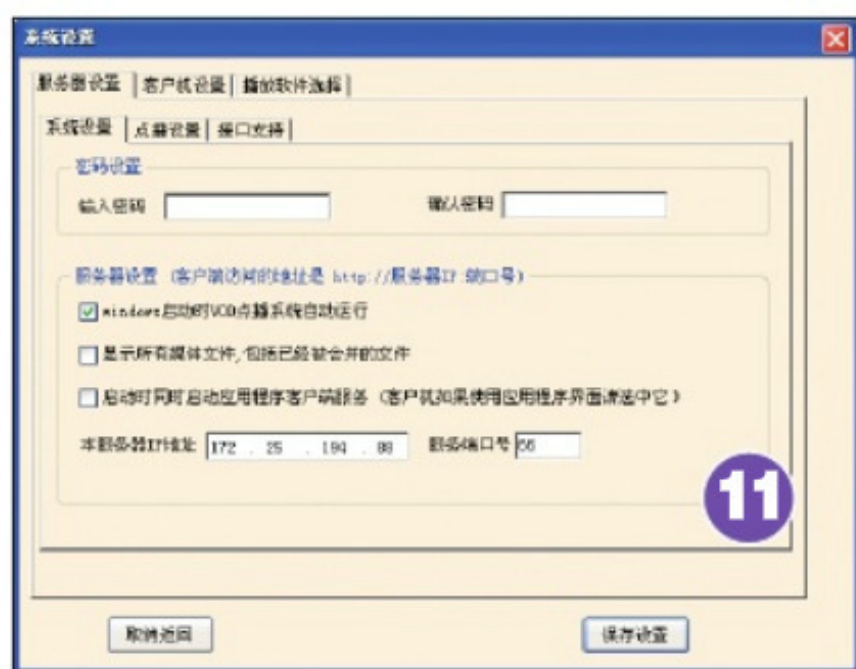 系统设置
服务器设置 客户机设置 播放软件选择
系统设置 点播设置 接口支持
密码设置
输入密码 确认密码
服务器设置 (客户端访问的地址是 http://服务器IP:端口号)
windows启动时VOD点播系统自动运行
显示所有媒体文件,包括已经被合并的文件
启动时同时启动应用程序客户端服务 (客户机如果使用应用程序界面请选中它)
本服务器IP地址 172 . 25 . 194 . 88 服务端口号
11
取消返回 保存设置